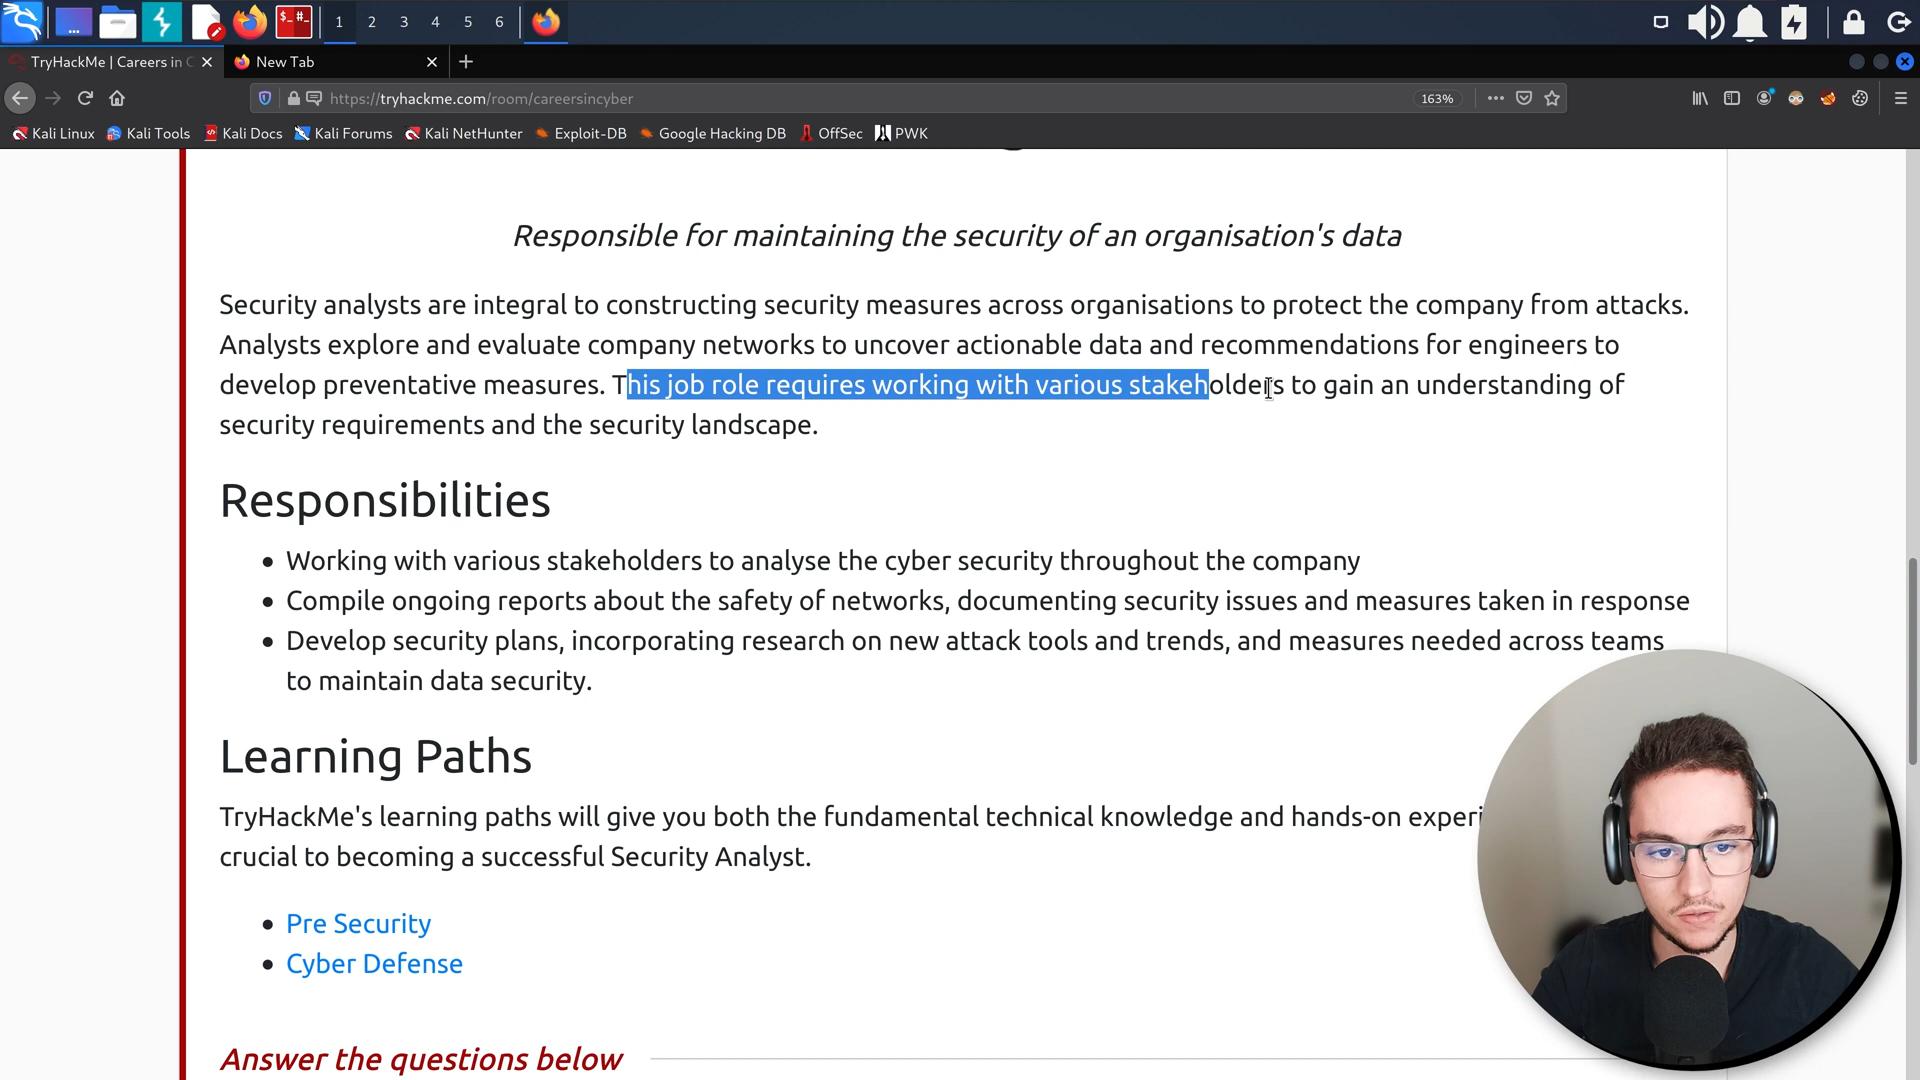 $_ #_
1 2 3 4 5 6
TryHackMe | Careers in C
New Tab
https://tryhackme.com/room/careersincyber
163%
Kali Linux Kali Tools Kali Docs Kali Forums Kali NetHunter Exploit-DB Google Hacking DB OffSec PWK
Responsible for maintaining the security of an organisation's data
Security analysts are integral to constructing security measures across organisations to protect the company from attacks.
Analysts explore and evaluate company networks to uncover actionable data and recommendations for engineers to
develop preventative measures. This job role requires working with various stakeholders to gain an understanding of
security requirements and the security landscape.
Responsibilities
Working with various stakeholders to analyse the cyber security throughout the company
Compile ongoing reports about the safety of networks, documenting security issues and measures taken in response
Develop security plans, incorporating research on new attack tools and trends, and measures needed across teams
to maintain data security.
Learning Paths
TryHackMe's learning paths will give you both the fundamental technical knowledge and hands-on experi
crucial to becoming a successful Security Analyst.
Pre Security
Cyber Defense
Answer the questions below